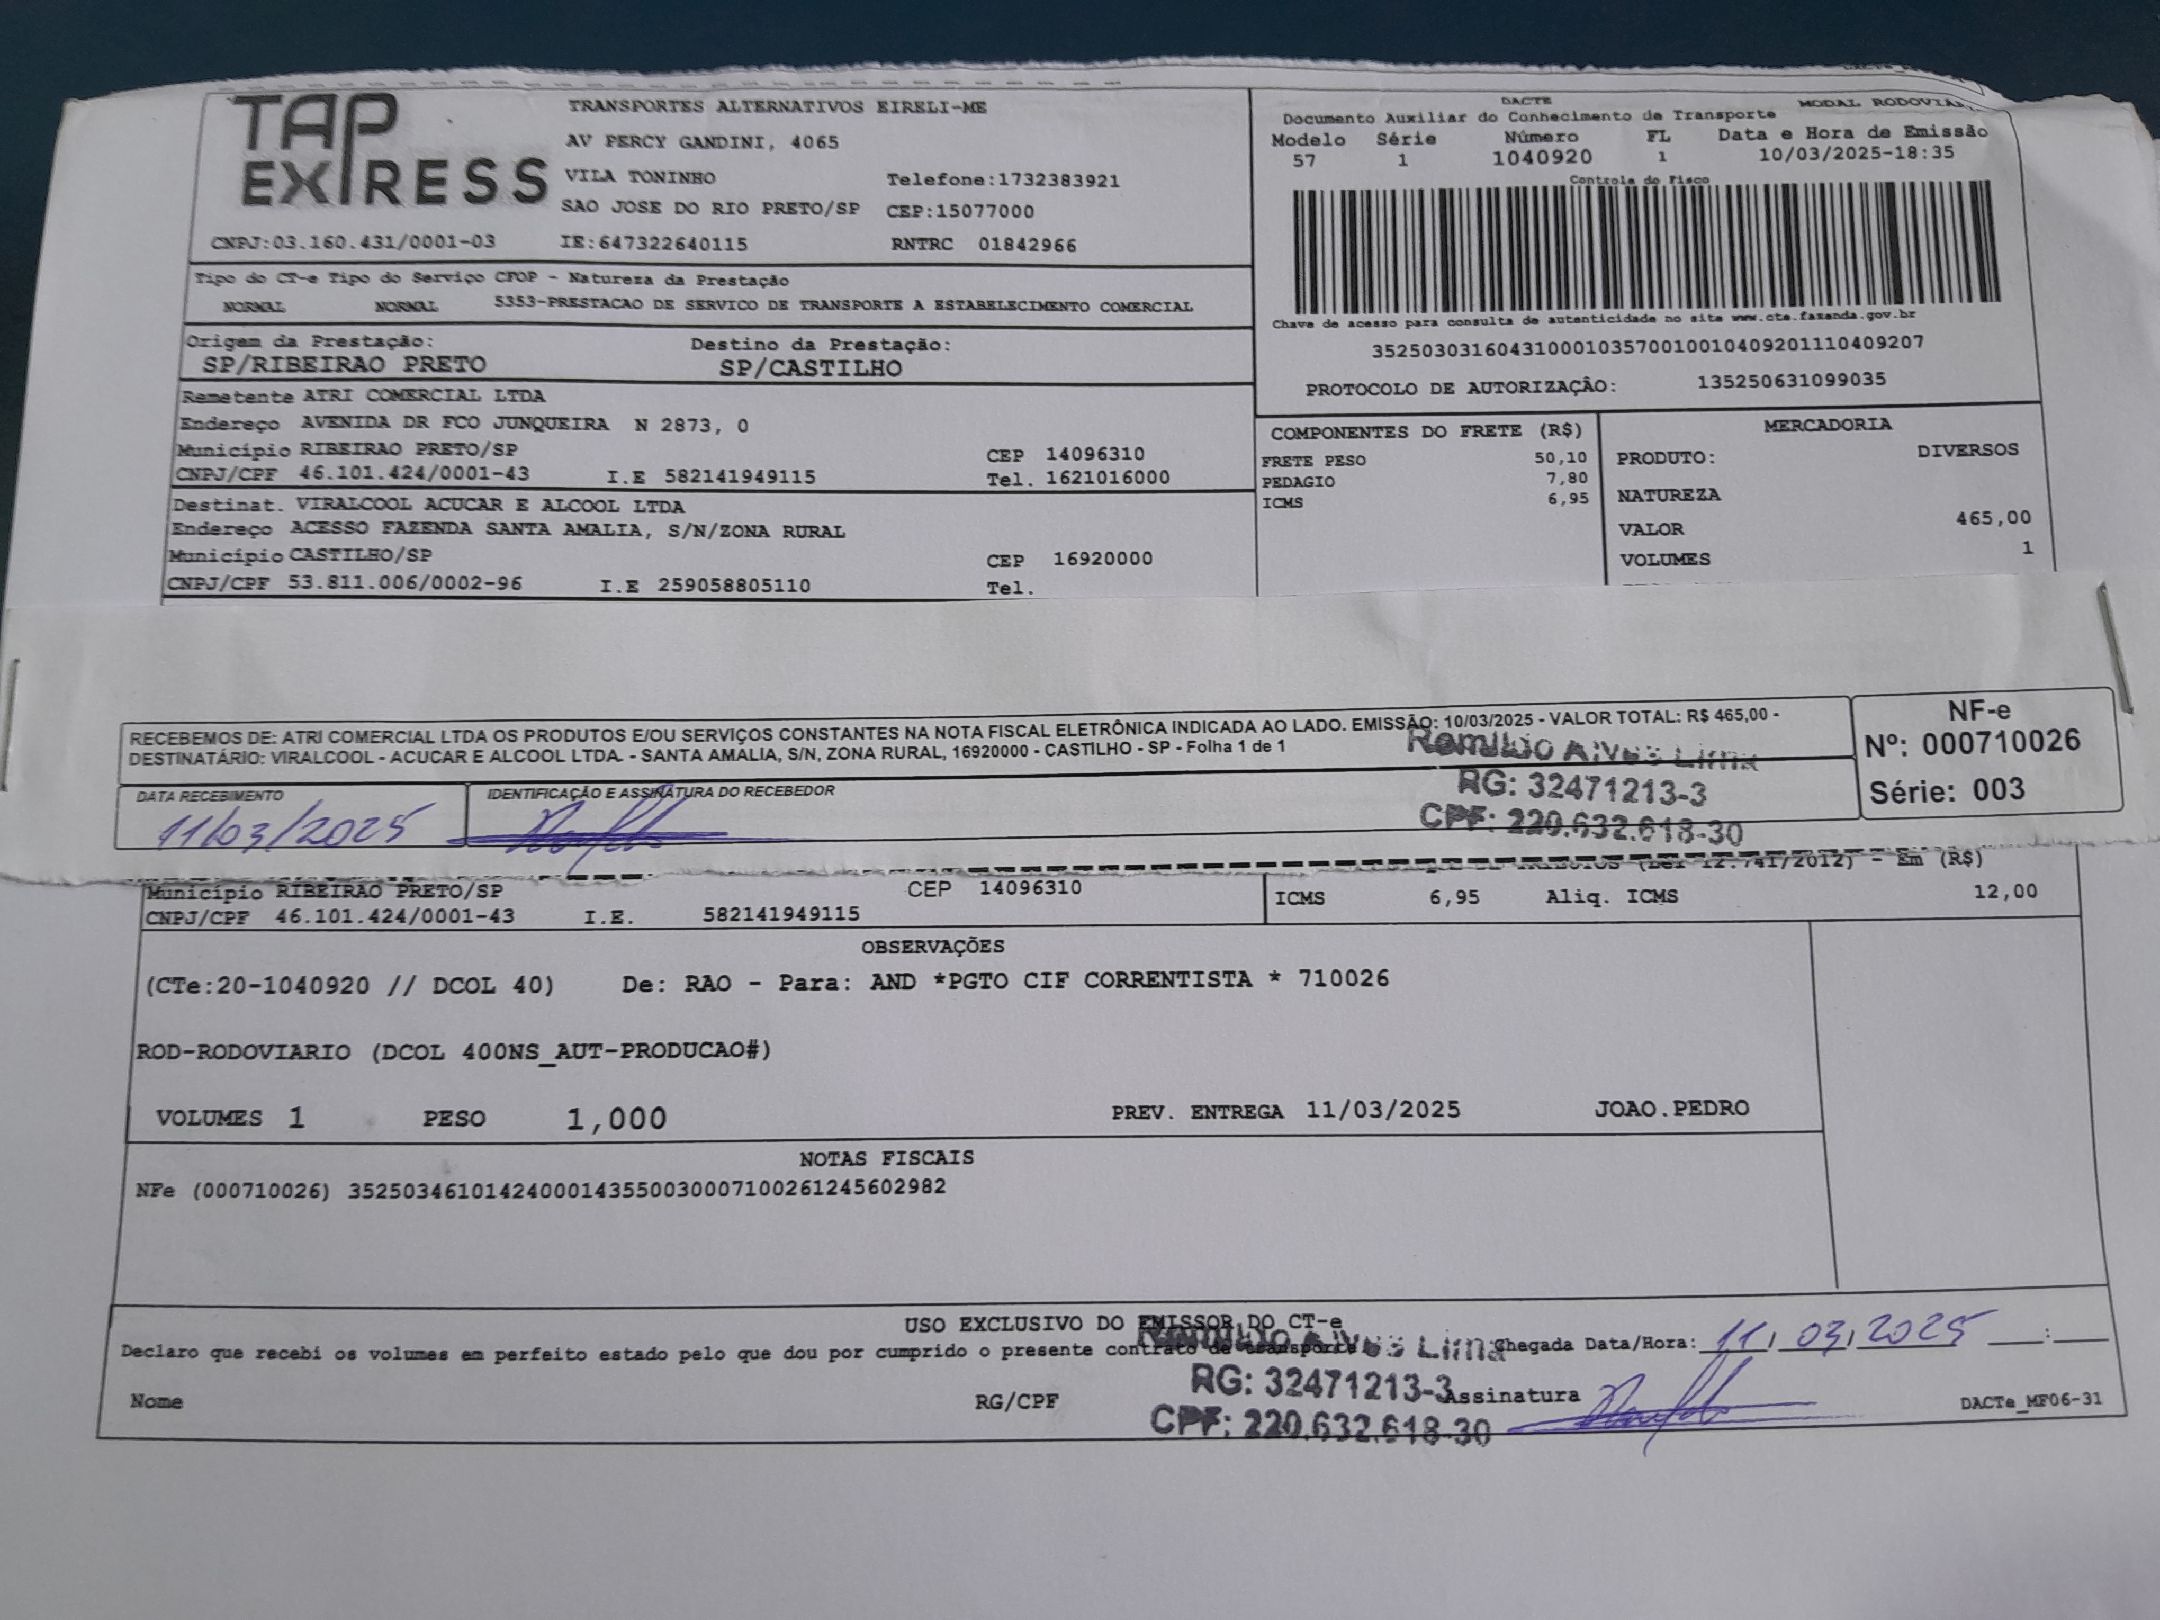 TAP EXPRESS
TRANSPORTES ALTERNATIVOS EIRELI-ME
AV PERCY GANDINI, 4065
VILA TONINHO Telefone:1732383921
SAO JOSE DO RIO PRETO/SP CEP:15077000
CNPJ:03.160.431/0001-03 IE:647322640115 RNTRC 01842966
DACTE MODAL RODOVIÁ
Documento Auxiliar do Conhecimento de Transporte
Modelo Série Número FL Data e Hora de Emissão
57 1 1040920 1 10/03/2025-18:35
Controle do Fisco
Chave de acesso para consulta de autenticidade no site www.cte.fazenda.gov.br
35250303160431000103570010010409201110409207
PROTOCOLO DE AUTORIZAÇÃO: 135250631099035
Tipo do CT-e Tipo do Serviço CFOP - Natureza da Prestação
NORMAL NORMAL 5353-PRESTACAO DE SERVICO DE TRANSPORTE A ESTABELECIMENTO COMERCIAL
Origem da Prestação: Destino da Prestação:
SP/RIBEIRAO PRETO SP/CASTILHO
Remetente ATRI COMERCIAL LTDA
Endereço AVENIDA DR FCO JUNQUEIRA N 2873, 0
Município RIBEIRAO PRETO/SP CEP 14096310
CNPJ/CPF 46.101.424/0001-43 I.E 582141949115 Tel. 1621016000
Destinat. VIRALCOOL ACUCAR E ALCOOL LTDA
Endereço ACESSO FAZENDA SANTA AMALIA, S/N/ZONA RURAL
Município CASTILHO/SP CEP 16920000
CNPJ/CPF 53.811.006/0002-96 I.E 259058805110 Tel.
COMPONENTES DO FRETE (R$)
FRETE PESO 50,10
PEDAGIO 7,80
ICMS 6,95
MERCADORIA
PRODUTO: DIVERSOS
NATUREZA
VALOR 465,00
VOLUMES 1
RECEBEMOS DE: ATRI COMERCIAL LTDA OS PRODUTOS E/OU SERVIÇOS CONSTANTES NA NOTA FISCAL ELETRÔNICA INDICADA AO LADO. EMISSÃO: 10/03/2025 - VALOR TOTAL: R$ 465,00 -
DESTINATÁRIO: VIRALCOOL - ACUCAR E ALCOOL LTDA. - SANTA AMALIA, S/N, ZONA RURAL, 16920000 - CASTILHO - SP - Folha 1 de 1
NF-e
Nº: 000710026
Série: 003
Romildo Alves Lima
RG: 32471213-3
CPF: 220.632.618-30
DATA RECEBIMENTO IDENTIFICAÇÃO E ASSINATURA DO RECEBEDOR
11/03/2025
(Lei 12.741/2012) - Em (R$)
Município RIBEIRAO PRETO/SP CEP 14096310
CNPJ/CPF 46.101.424/0001-43 I.E. 582141949115
ICMS 6,95 Aliq. ICMS 12,00
OBSERVAÇÕES
(CTe:20-1040920 // DCOL 40) De: RAO - Para: AND *PGTO CIF CORRENTISTA * 710026
ROD-RODOVIARIO (DCOL 400NS_AUT-PRODUCAO#)
VOLUMES 1 PESO 1,000 PREV. ENTREGA 11/03/2025 JOAO.PEDRO
NOTAS FISCAIS
NFe (000710026) 35250346101424000143550030007100261245602982
USO EXCLUSIVO DO EMISSOR DO CT-e
Declaro que recebi os volumes em perfeito estado pelo que dou por cumprido o presente contrato de transporte
Chegada Data/Hora: 11/03/2025 __:__
Romildo Alves Lima
RG: 32471213-3
CPF: 220.632.618-30
Nome RG/CPF Assinatura
DACTe_MF06-31